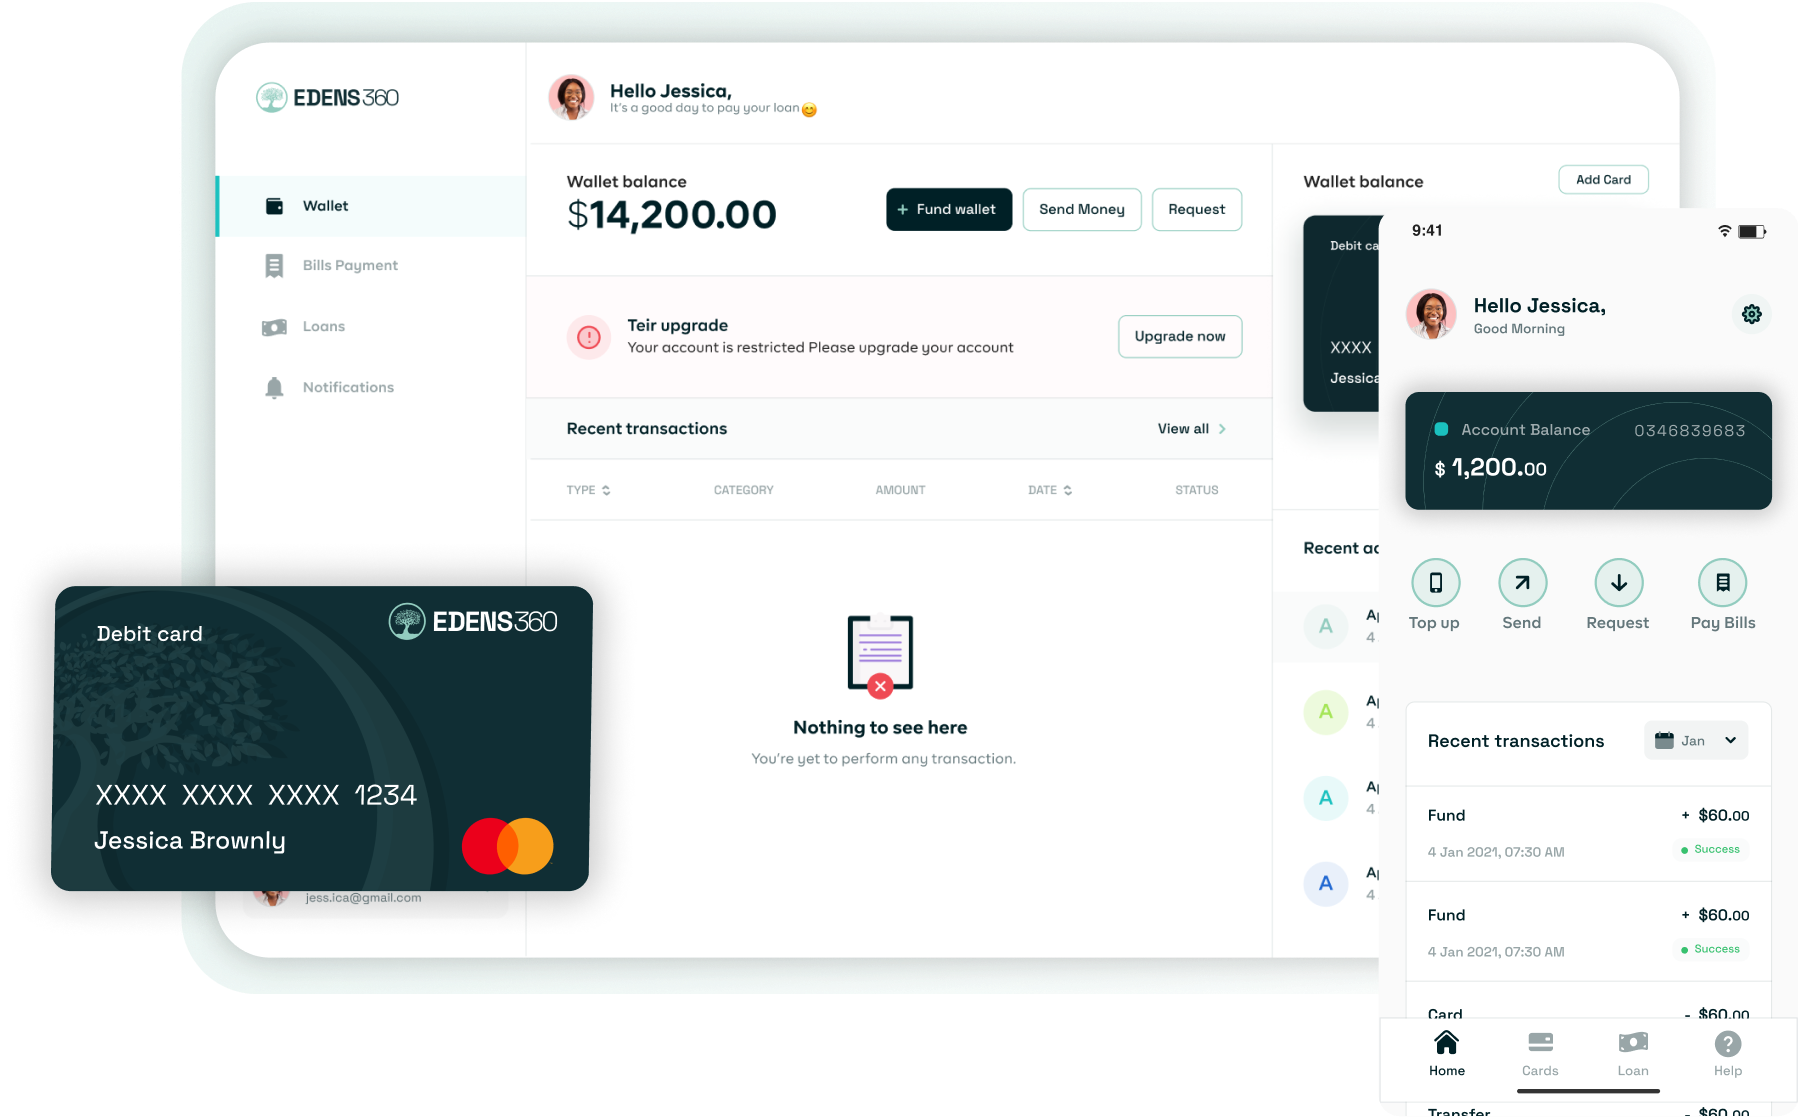 EDENS360
Hello Jessica,
It's a good day to pay your loan
Wallet
Bills Payment
Loans
Notifications
jess.ica@gmail.com
Wallet balance
$14,200.00
+ Fund wallet
Send Money
Request
Teir upgrade
Your account is restricted Please upgrade your account
Upgrade now
Recent transactions
View all
TYPE CATEGORY AMOUNT DATE STATUS
Nothing to see here
You're yet to perform any transaction.
Wallet balance
Add Card
Debit
XXXX
Jessica
Recent
A
4
A
4
A
4
A
4
Debit card
EDENS360
XXXX XXXX XXXX 1234
Jessica Brownly
9:41
Hello Jessica,
Good Morning
Account Balance
0346839683
$ 1,200.00
Top up
Send
Request
Pay Bills
Recent transactions
Jan
Fund
+ $60.00
4 Jan 2021, 07:30 AM
Success
Fund
+ $60.00
4 Jan 2021, 07:30 AM
Success
Card
- $60.00
Home
Cards
Loan
Help
Transfer
- $60.00